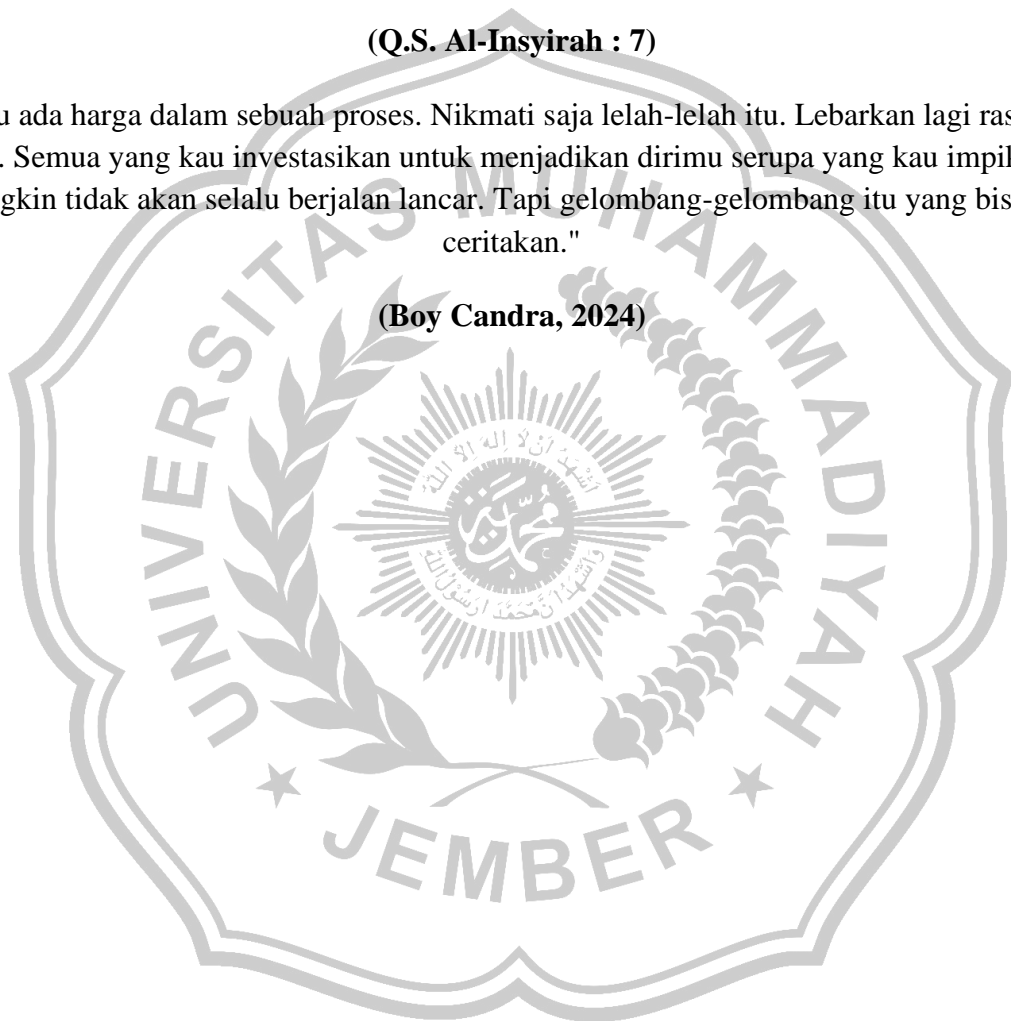 (Q.S. Al-Insyirah : 7)
u ada harga dalam sebuah proses. Nikmati saja lelah-lelah itu. Lebarkan lagi ras
. Semua yang kau investasikan untuk menjadikan dirimu serupa yang kau impik
gkin tidak akan selalu berjalan lancar. Tapi gelombang-gelombang itu yang bis
ceritakan."
(Boy Candra, 2024)
UNIVERSITAS MUHAMMADIYAH
JEMBER